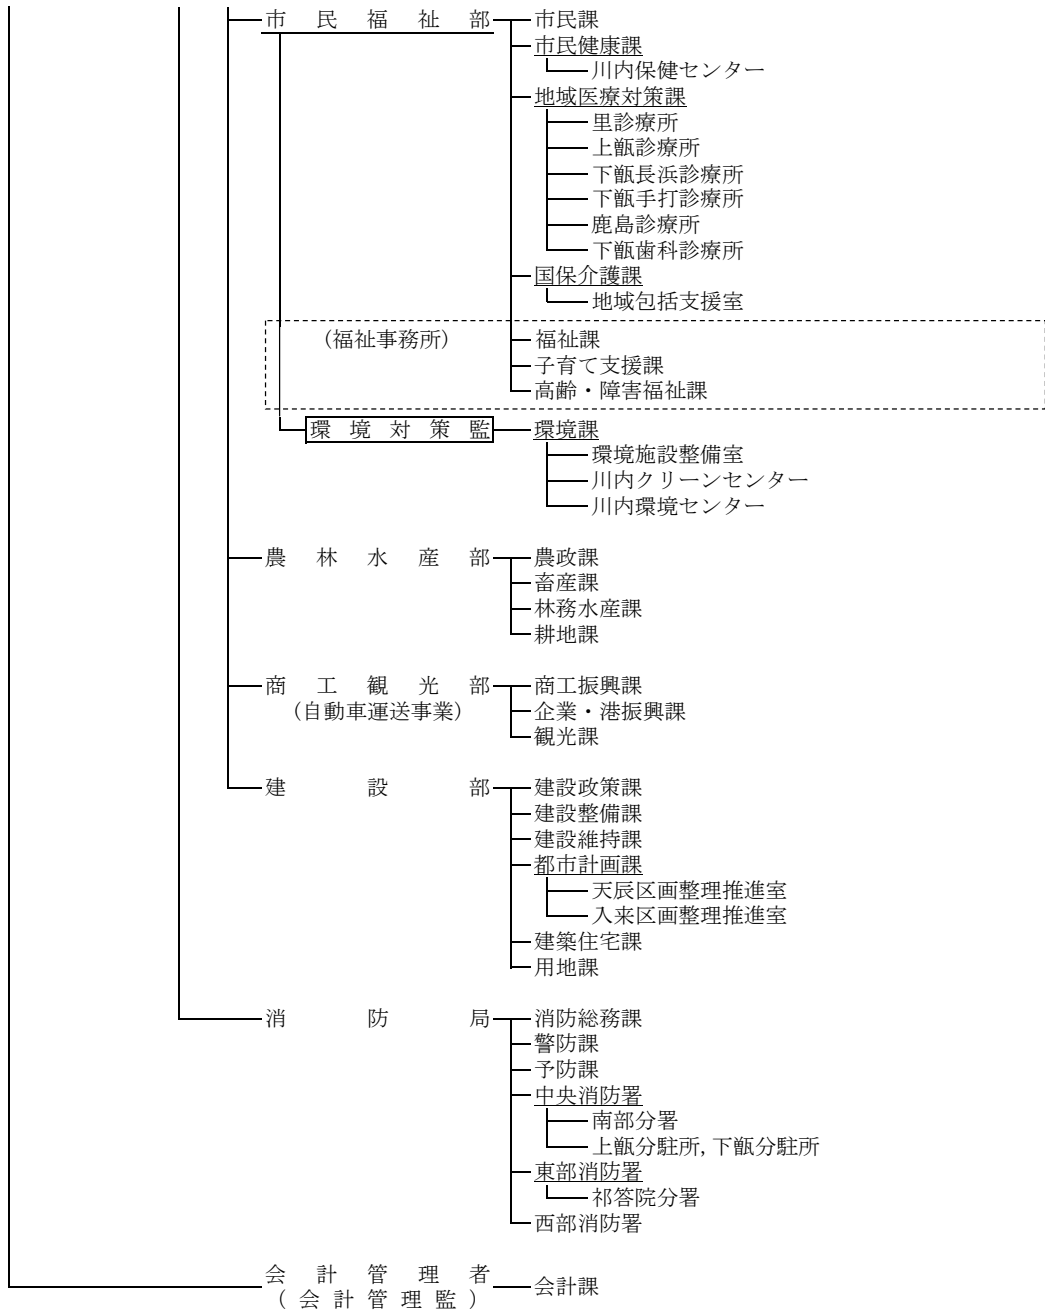 市民福祉部 市民課
市民健康課
川内保健センター
地域医療対策課
里診療所
上甑診療所
下甑長浜診療所
下甑手打診療所
鹿島診療所
下甑歯科診療所
国保介護課
地域包括支援室
(福祉事務所) 福祉課
子育て支援課
高齢・障害福祉課
環境対策監 環境課
環境施設整備室
川内クリーンセンター
川内環境センター
農林水産部 農政課
畜産課
林務水産課
耕地課
商工観光部 商工振興課
(自動車運送事業) 企業・港振興課
観光課
建設部 建設政策課
建設整備課
建設維持課
都市計画課
天辰区画整理推進室
入来区画整理推進室
建築住宅課
用地課
消防局 消防総務課
警防課
予防課
中央消防署
南部分署
上甑分駐所, 下甑分駐所
東部消防署
祁答院分署
西部消防署
会計管理者 会計課
(会計管理監)